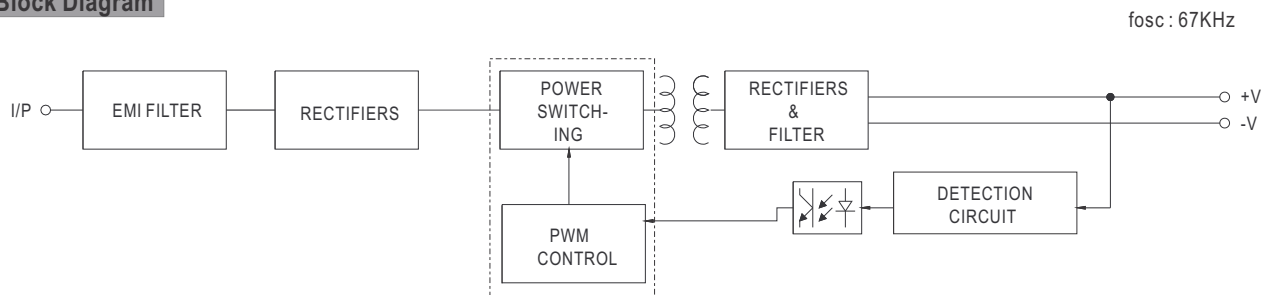 Block Diagram
fosc : 67KHz
I/P
EMI FILTER
RECTIFIERS
POWER
SWITCH-
ING
RECTIFIERS
&
FILTER
+V
-V
DETECTION
CIRCUIT
PWM
CONTROL